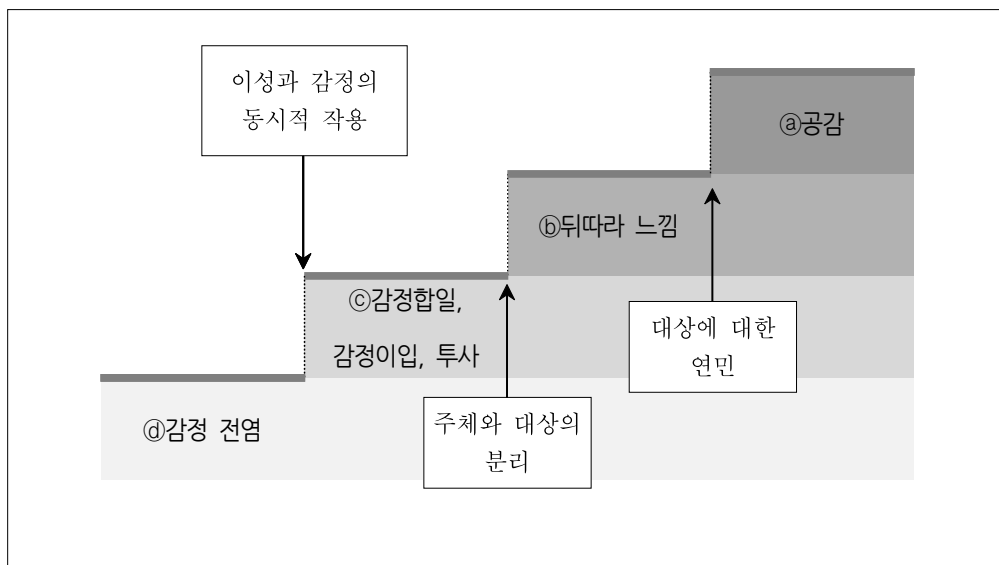 이성과 감정의
동시적 작용
ⓐ공감
ⓑ뒤따라 느낌
ⓒ감정합일,
감정이입, 투사
대상에 대한
연민
ⓓ감정 전염
주체와 대상의
분리